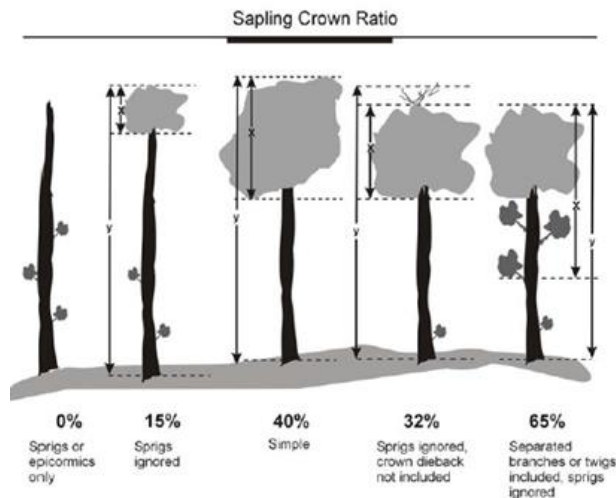 Sapling Crown Ratio
x
y
x
y
x
y
x
y
0%
Sprigs or
epicormics
only
15%
Sprigs
ignored
40%
Simple
32%
Sprigs ignored,
crown dieback
not included
65%
Separated
branches or twigs
included, sprigs
ignored